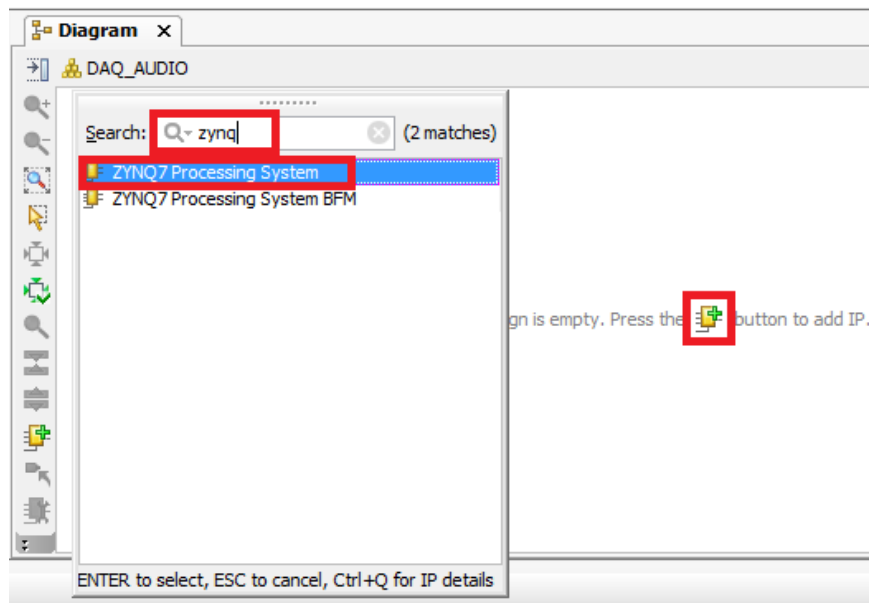 Diagram X
DAQ_AUDIO
Search: zynq (2 matches)
ZYNQ7 Processing System
ZYNQ7 Processing System BFM
gn is empty. Press the button to add IP.
ENTER to select, ESC to cancel, Ctrl+Q for IP details